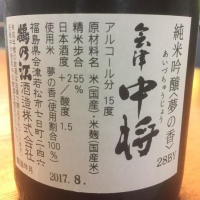 純米吟醸〈夢の香〉
28BY
あいづちゅうじょう
会津中将
アルコール分 15度
原材料名 米（国産）・米麹（国産米）
精米歩合 55%
日本酒度 +2/酸度 1.5
使用米 夢の香（使用割合100%）
福島県会津若松市七日町二番四六
鶴乃江酒造株式会社
2017. 8.